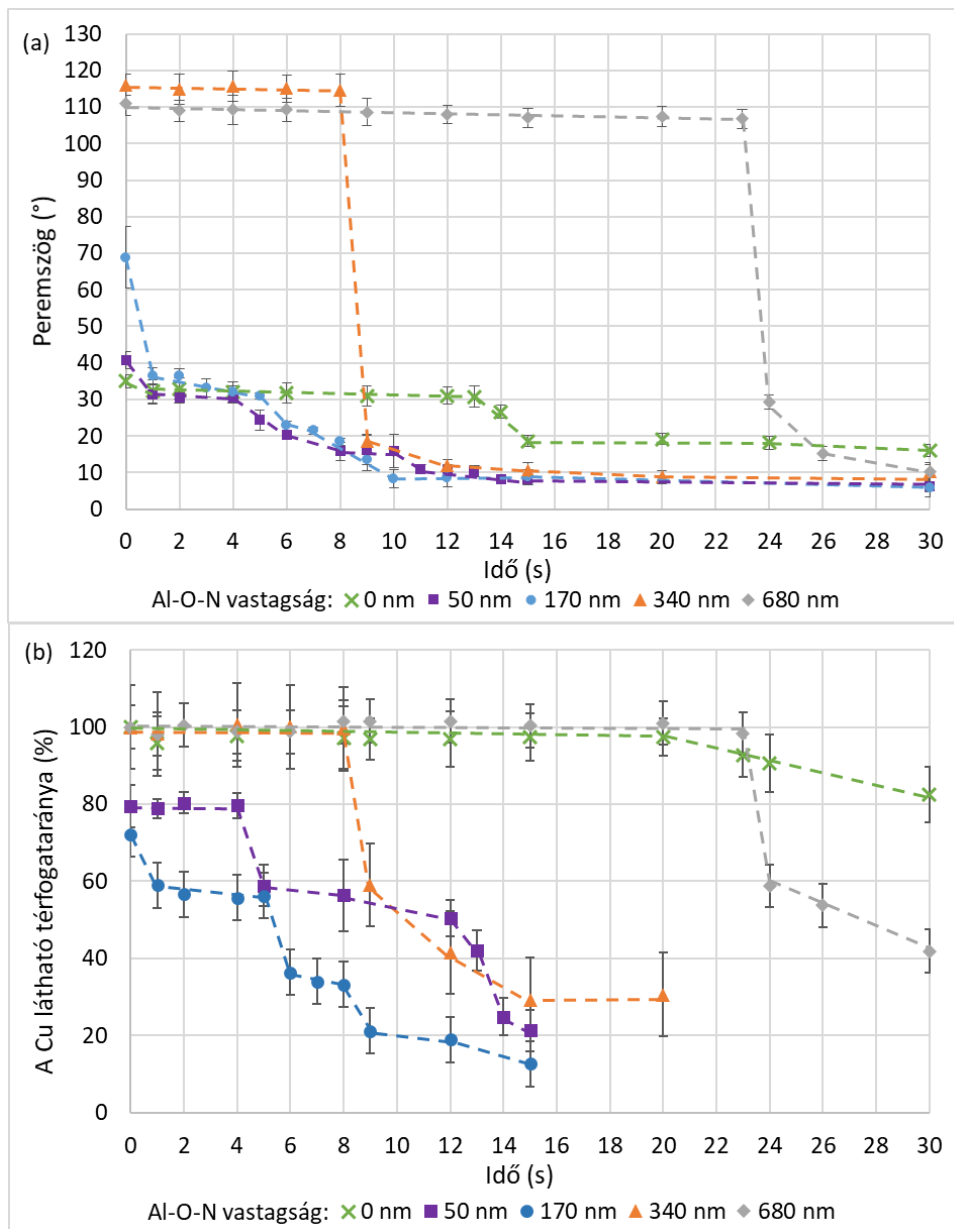 (a)
130
120
110
100
90
80
70
60
50
40
30
20
10
0
Peremszög (°)
0 2 4 6 8 10 12 14 16 18 20 22 24 26 28 30
Idő (s)
Al-O-N vastagság: 0 nm 50 nm 170 nm 340 nm 680 nm
(b)
120
100
80
60
40
20
0
A Cu látható térfogataránya (%)
0 2 4 6 8 10 12 14 16 18 20 22 24 26 28 30
Idő (s)
Al-O-N vastagság: 0 nm 50 nm 170 nm 340 nm 680 nm